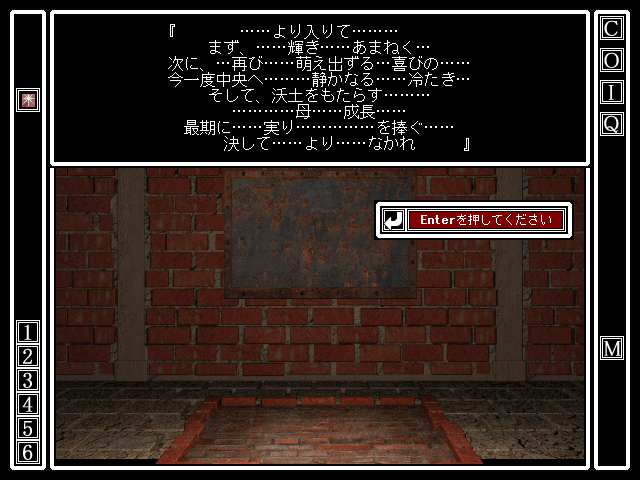 『　　　　……より入りて………
まず、……輝き……あまねく…
次に、…再び……萌え出ずる…喜びの……
今一度中央へ………静かなる……冷たき…
そして、沃土をもたらす………
…………母……成長……
最期に……実り……………を捧ぐ……
決して……より……なかれ　　　』
Enterを押してください
米
C
O
I
Q
M
1
2
3
4
5
6